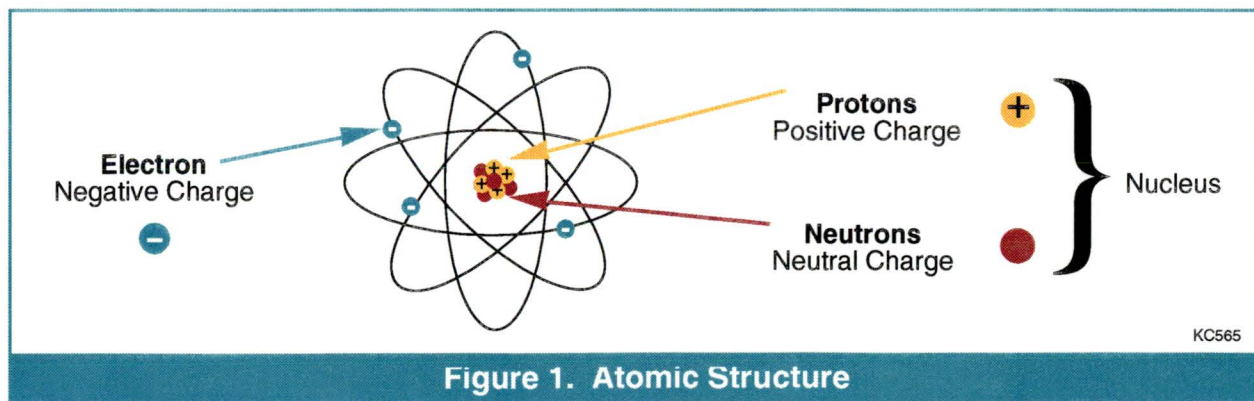 Electron
Negative Charge
Protons
Positive Charge
Neutrons
Neutral Charge
Nucleus
KC565
Figure 1. Atomic Structure